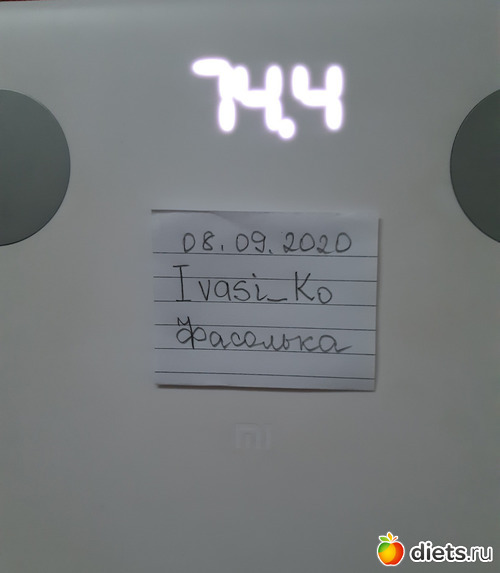 74.4
08.09.2020
Ivasi_Ko
Фасолька
mi
diets.ru